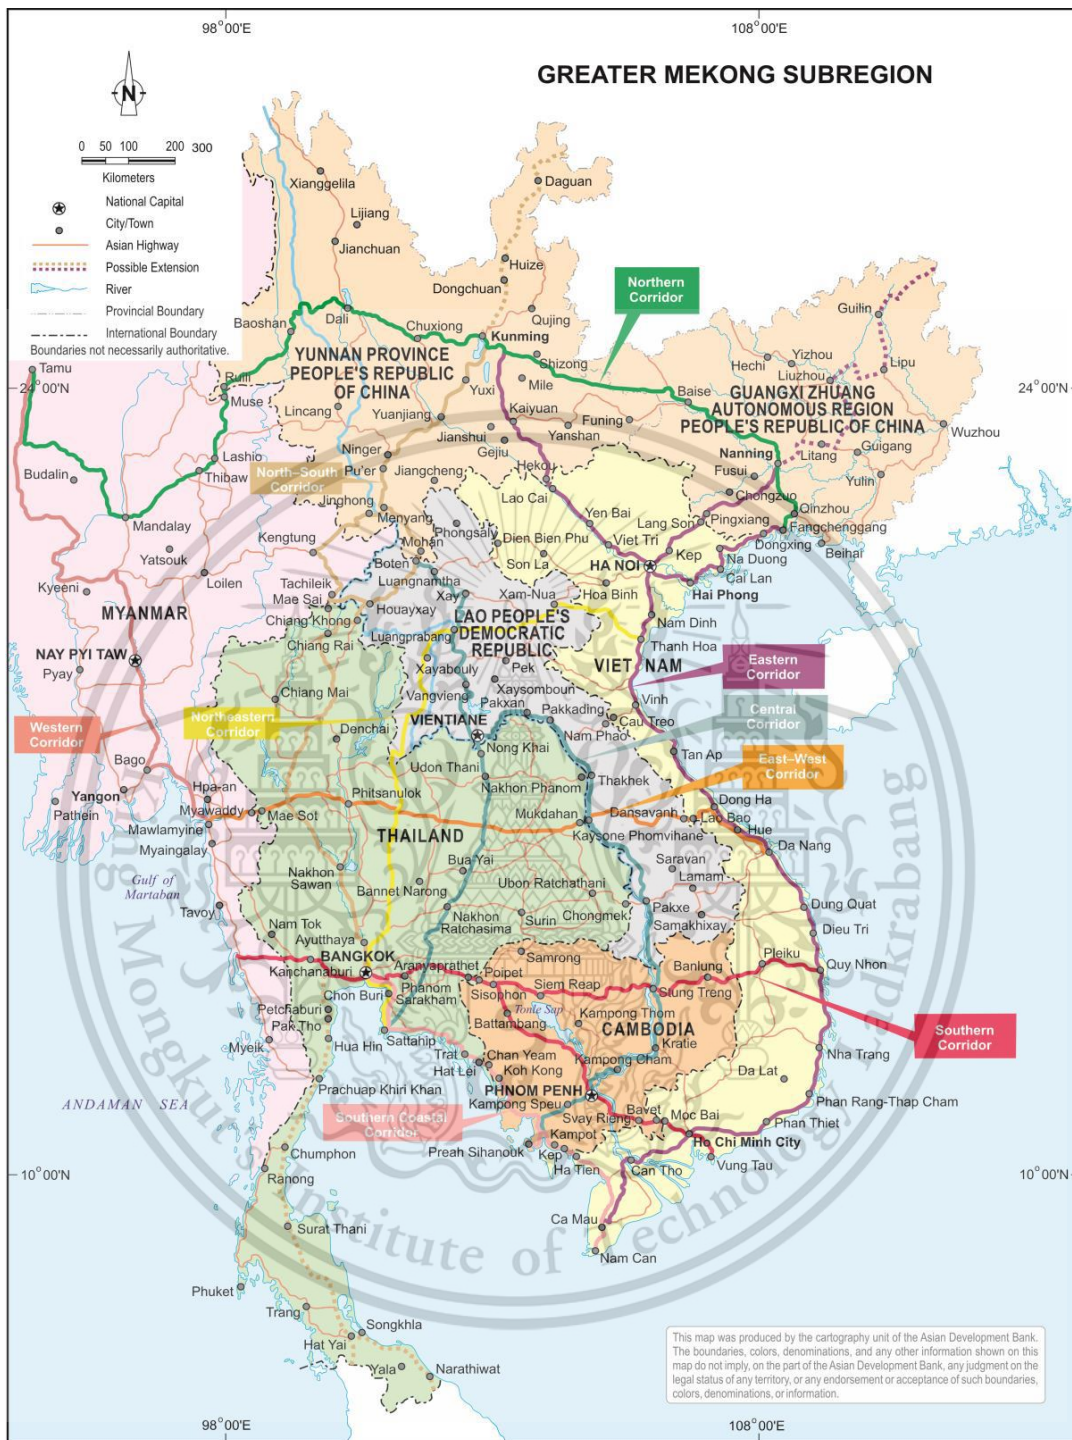 98°00'E
108°00'E
GREATER MEKONG SUBREGION
N
0 50 100 200 300
Kilometers
National Capital
City/Town
Asian Highway
Possible Extension
River
Provincial Boundary
International Boundary
Boundaries not necessarily authoritative.
Daguan
Xianggelila
Lijiang
Jianchuan
Huize
Dongchuan
Northern
Corridor
Guilin
Baoshan
Dali
Chuxiong
Qujing
Kunming
YUNNAN PROVINCE
PEOPLE'S REPUBLIC
OF CHINA
Shizong
Hechi
Yizhou
Liuzhou
Lipu
Tamu
24°00'N
24°00'N
Ruili
Muse
Mile
Yuxi
Baise
GUANGXI ZHUANG
AUTONOMOUS REGION
PEOPLE'S REPUBLIC OF CHINA
Lincang
Yuanjiang
Kaiyuan
Funing
Wuzhou
Jianshui
Yanshan
Gejiu
Litang
Guigang
Lashio
Ninger
Nanning
Budalin
Thibaw
North–South
Corridor
Pu'er
Jiangcheng
Hekou
Fusui
Yulin
Jinghong
Lao Cai
Chongzuo
Mandalay
Menyang
Yen Bai
Lang Son
Pingxiang
Qinzhou
Phongsaly
Fangchenggang
Yatsouk
Kengtung
Mohan
Dien Bien Phu
Viet Tri
Kep
Dongxing
Beihai
Boten
Son La
HA NOI
Na Duong
Kyeeni
Loilen
Tachileik
Luangnamtha
Cai Lan
Mae Sai
Xay
Xam-Nua
Hoa Binh
Hai Phong
MYANMAR
Houayxay
Chiang Khong
LAO PEOPLE'S
DEMOCRATIC
REPUBLIC
Nam Dinh
Luangprabang
Chiang Rai
Thanh Hoa
NAY PYI TAW
Pyay
Xayabouly
Pek
VIET NAM
Eastern
Corridor
Chiang Mai
Vangvieng
Xaysomboun
Vinh
Pakxan
Pakkading
Central
Corridor
Western
Corridor
Northeastern
Corridor
VIENTIANE
Cau Treo
Denchai
Nam Phao
Nong Khai
Tan Ap
East–West
Corridor
Bago
Udon Thani
Thakhek
Hpa-an
Nakhon Phanom
Yangon
Phitsanulok
Dong Ha
Pathein
Myawaddy
Mae Sot
Mukdahan
Dansavanh
Lao Bao
Mawlamyine
THAILAND
Kaysone Phomvihane
Hue
Myaingalay
Da Nang
Bua Yai
Saravan
Gulf of
Martaban
Nakhon
Sawan
Bannet Narong
Ubon Ratchathani
Lamam
Tavoy
Nakhon
Ratchasima
Surin
Chongmek
Pakxe
Dung Quat
Samakhixay
Nam Tok
Dieu Tri
Ayutthaya
BANGKOK
Samrong
Pleiku
Kanchanaburi
Aranyaprathet
Poipet
Banlung
Quy Nhon
Chon Buri
Phanom
Sarakham
Sisophon
Siem Reap
Stung Treng
Petchaburi
Tonle Sap
Kampong Thom
Pak Tho
Battambang
CAMBODIA
Southern
Corridor
Myeik
Hua Hin
Sattahip
Kratie
Trat
Chan Yeam
Kampong Cham
Nha Trang
Hat Lei
Koh Kong
Da Lat
Prachuap Khiri Khan
PHNOM PENH
ANDAMAN SEA
Kampong Speu
Phan Rang-Thap Cham
Southern Coastal
Corridor
Svay Rieng
Bavet
Moc Bai
Phan Thiet
Kampot
Ho Chi Minh City
Chumphon
Preah Sihanouk
Kep
Ha Tien
Can Tho
Vung Tau
10°00'N
10°00'N
Ranong
Surat Thani
Ca Mau
Nam Can
Phuket
Trang
Songkhla
Hat Yai
Yala
Narathiwat
King Mongkut's Institute of Technology Ladkrabang
This map was produced by the cartography unit of the Asian Development Bank.
The boundaries, colors, denominations, and any other information shown on this
map do not imply, on the part of the Asian Development Bank, any judgment on the
legal status of any territory, or any endorsement or acceptance of such boundaries,
colors, denominations, or information.
98°00'E
108°00'E